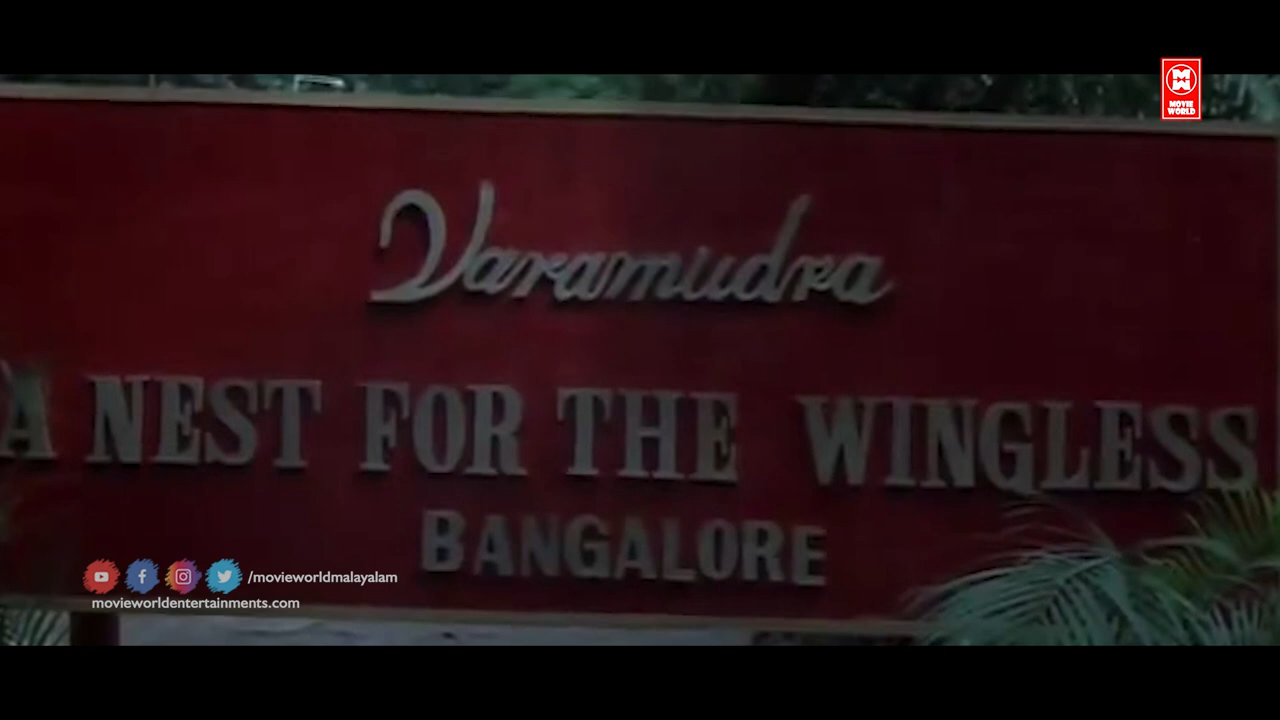 MOVIE
WORLD
Varamudra
A NEST FOR THE WINGLESS
BANGALORE
/movieworldmalayalam
movieworldentertainments.com